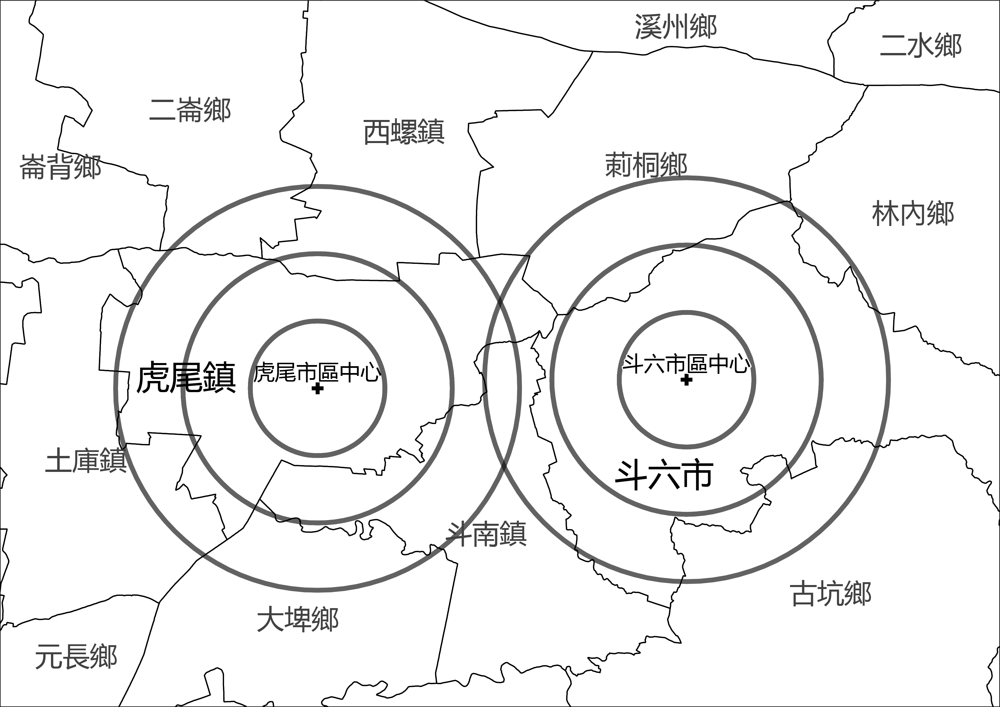 溪州鄉
二水鄉
二崙鄉
西螺鎮
崙背鄉
莿桐鄉
林內鄉
虎尾鎮
虎尾市區中心
斗六市區中心
土庫鎮
斗六市
斗南鎮
古坑鄉
大埤鄉
元長鄉